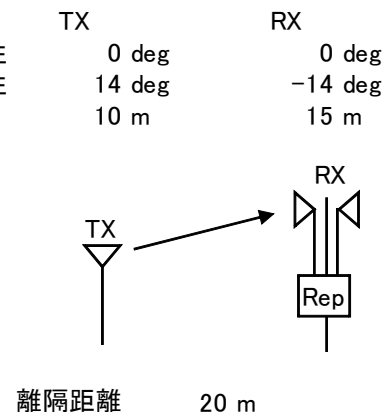 TX RX
0 deg 0 deg
14 deg −14 deg
10 m 15 m
RX
TX
Rep
離隔距離 20 m